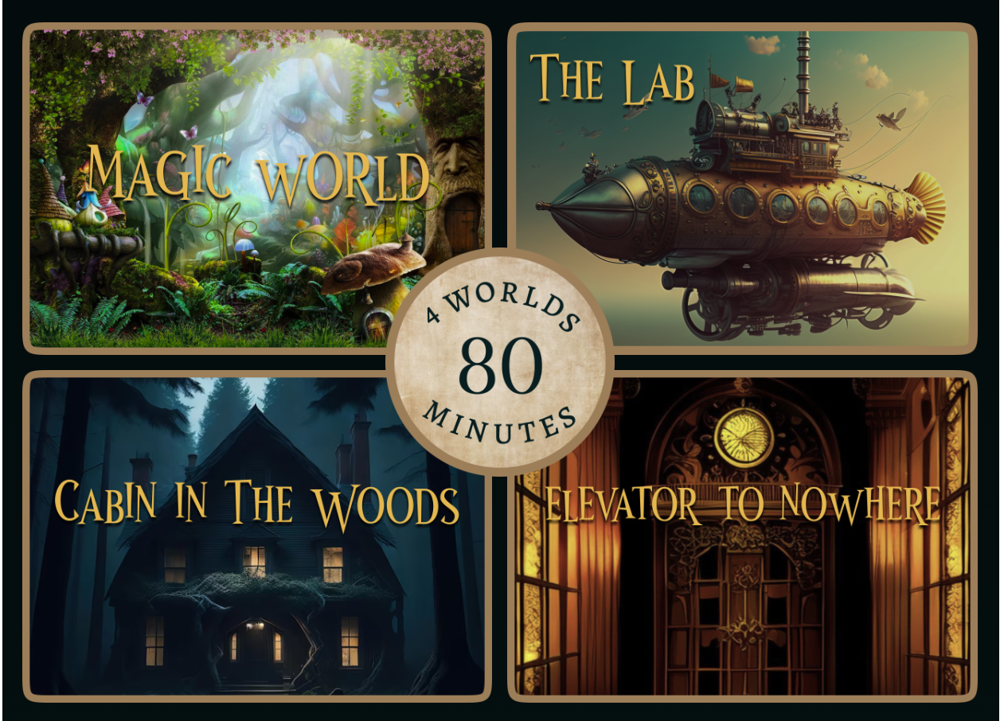 Magic World
The Lab
4 WORLDS
80
MINUTES
Cabin in The Woods
Elevator to Nowhere